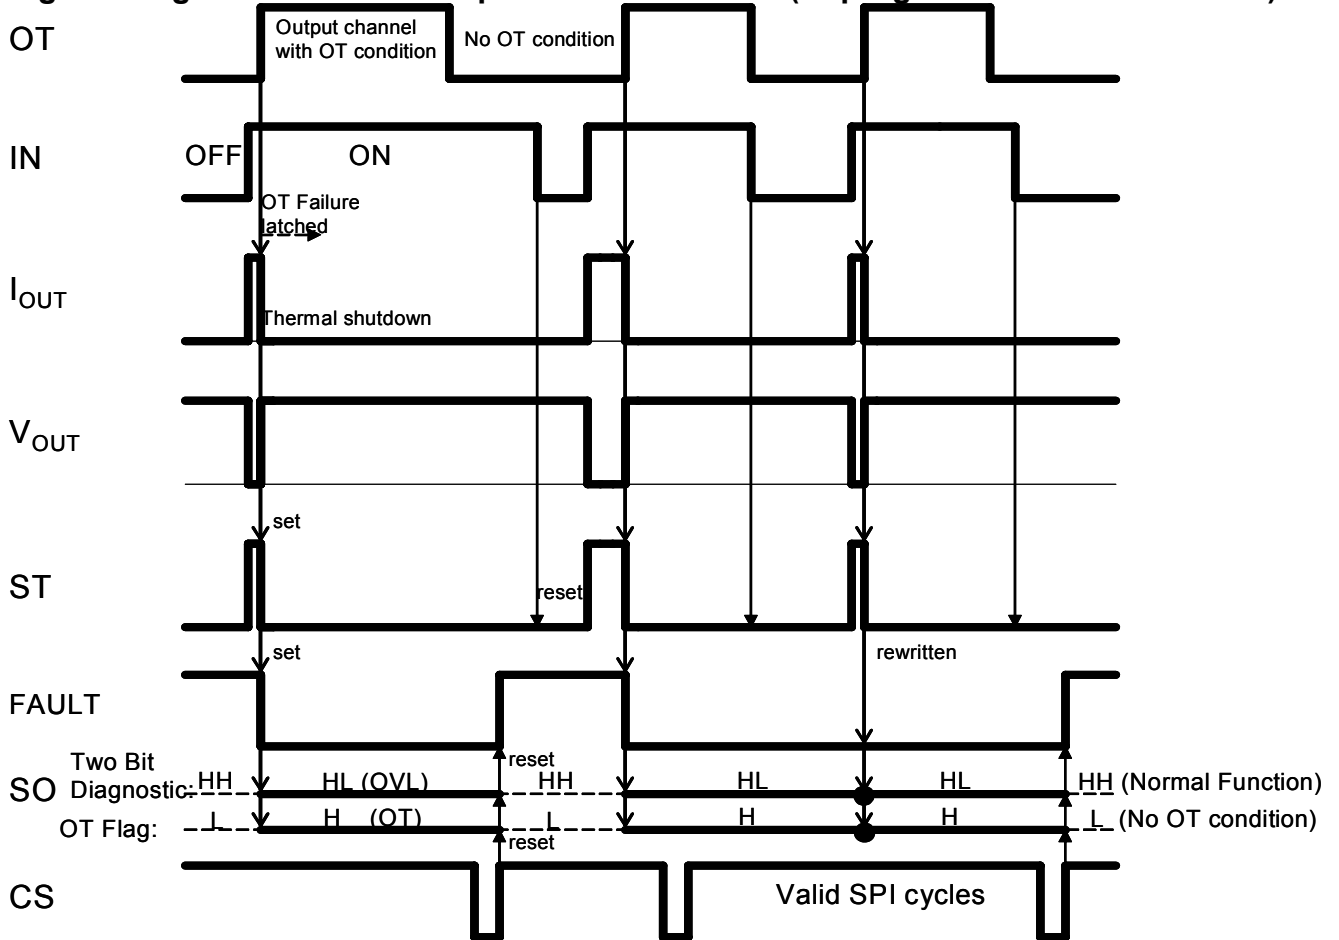 OT
Output channel
with OT condition
No OT condition
IN
OFF
ON
OT Failure
latched
IOUT
Thermal shutdown
VOUT
set
ST
reset
set
rewritten
FAULT
reset
Two Bit
SO Diagnostic: HH HL (OVL) HH HL HL HH (Normal Function)
OT Flag: L H (OT) L H H L (No OT condition)
reset
CS
Valid SPI cycles